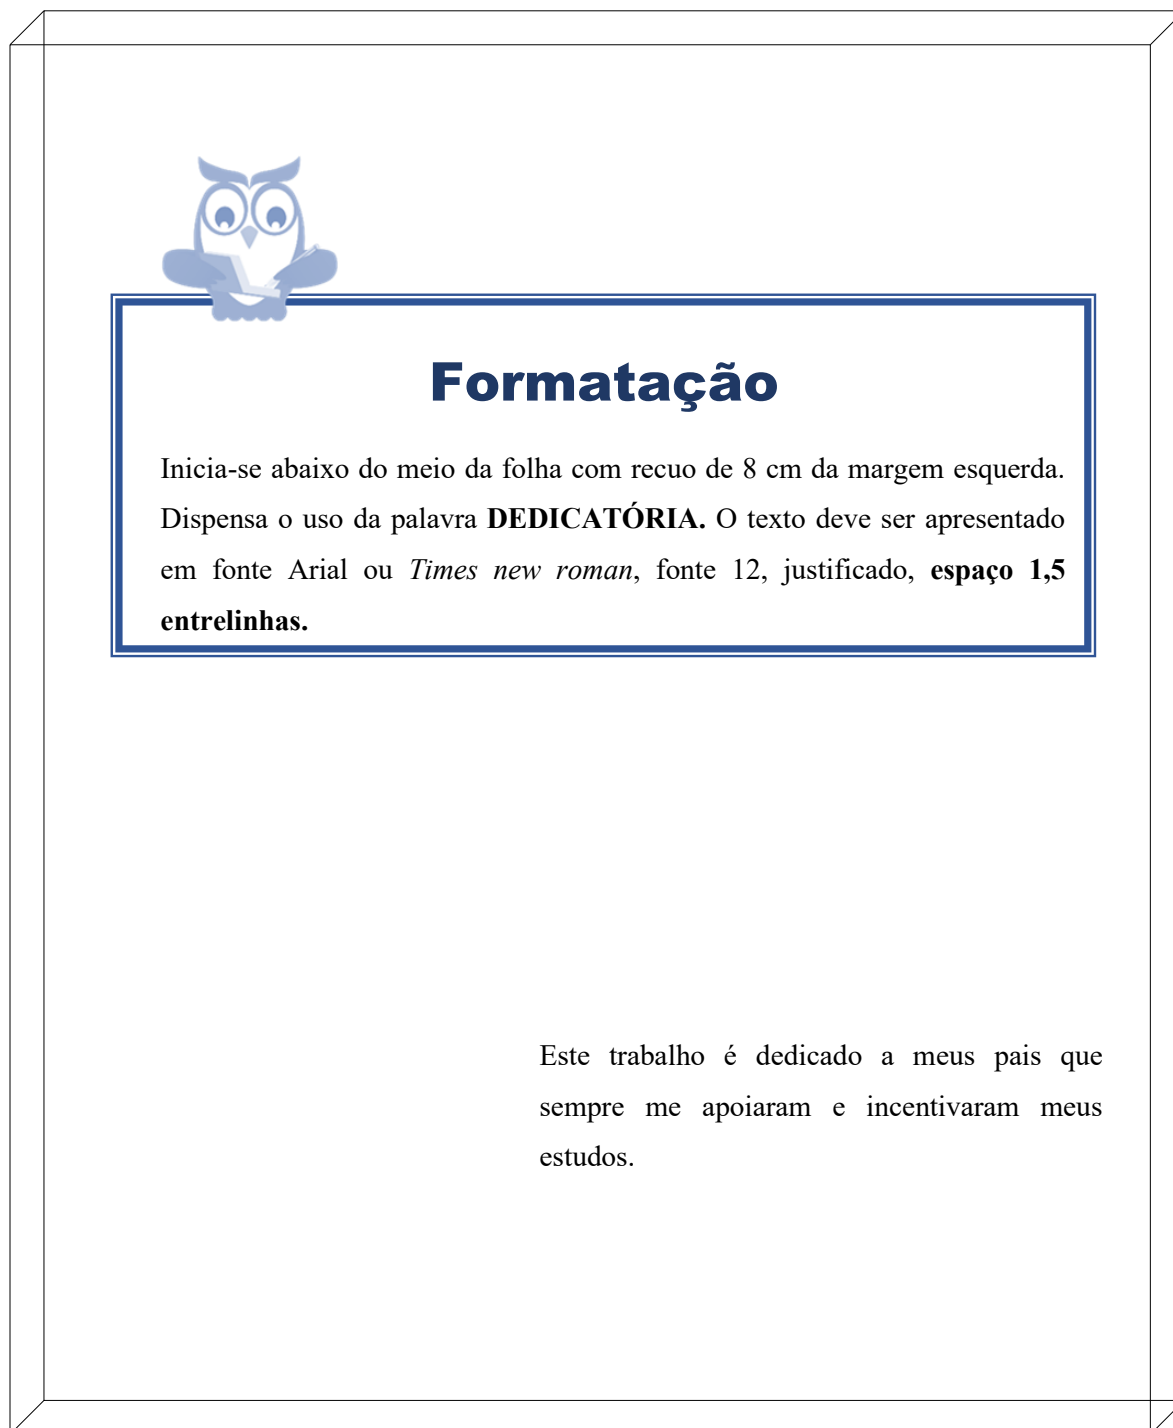 Formatação
Inicia-se abaixo do meio da folha com recuo de 8 cm da margem esquerda.
Dispensa o uso da palavra DEDICATÓRIA. O texto deve ser apresentado
em fonte Arial ou Times new roman, fonte 12, justificado, espaço 1,5
entrelinhas.
Este trabalho é dedicado a meus pais que
sempre me apoiaram e incentivaram meus
estudos.